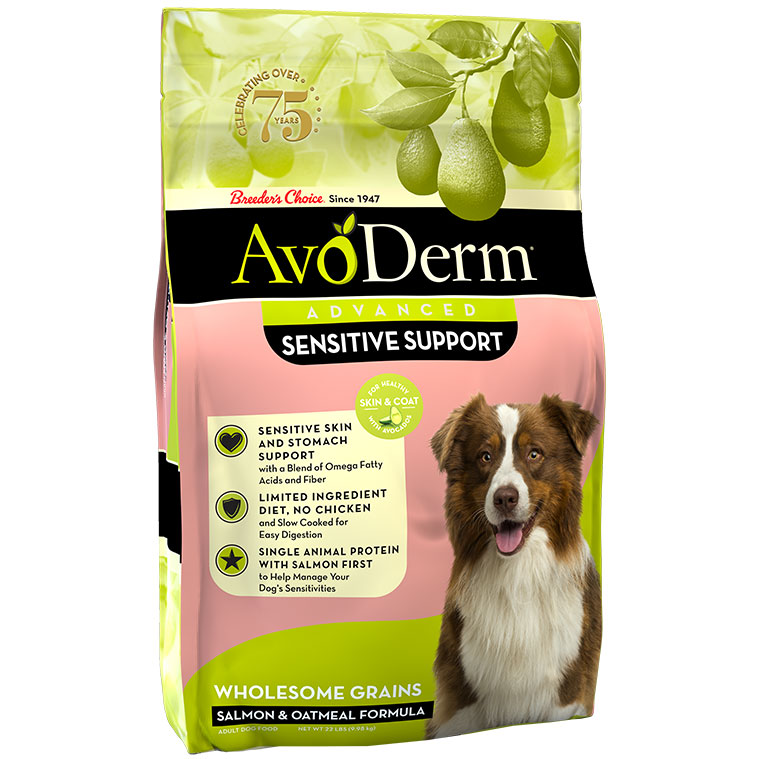 CELEBRATING OVER
75
YEARS
Breeder's Choice Since 1947
AvoDerm®
ADVANCED
SENSITIVE SUPPORT
FOR HEALTHY
SKIN & COAT
WITH AVOCADOS
SENSITIVE SKIN
AND STOMACH
SUPPORT
with a Blend of Omega Fatty
Acids and Fiber
LIMITED INGREDIENT
DIET, NO CHICKEN
and Slow Cooked for
Easy Digestion
SINGLE ANIMAL PROTEIN
WITH SALMON FIRST
to Help Manage Your
Dog's Sensitivities
WHOLESOME GRAINS
SALMON & OATMEAL FORMULA
ADULT DOG FOOD NET WT 22 LBS (9.98 kg)